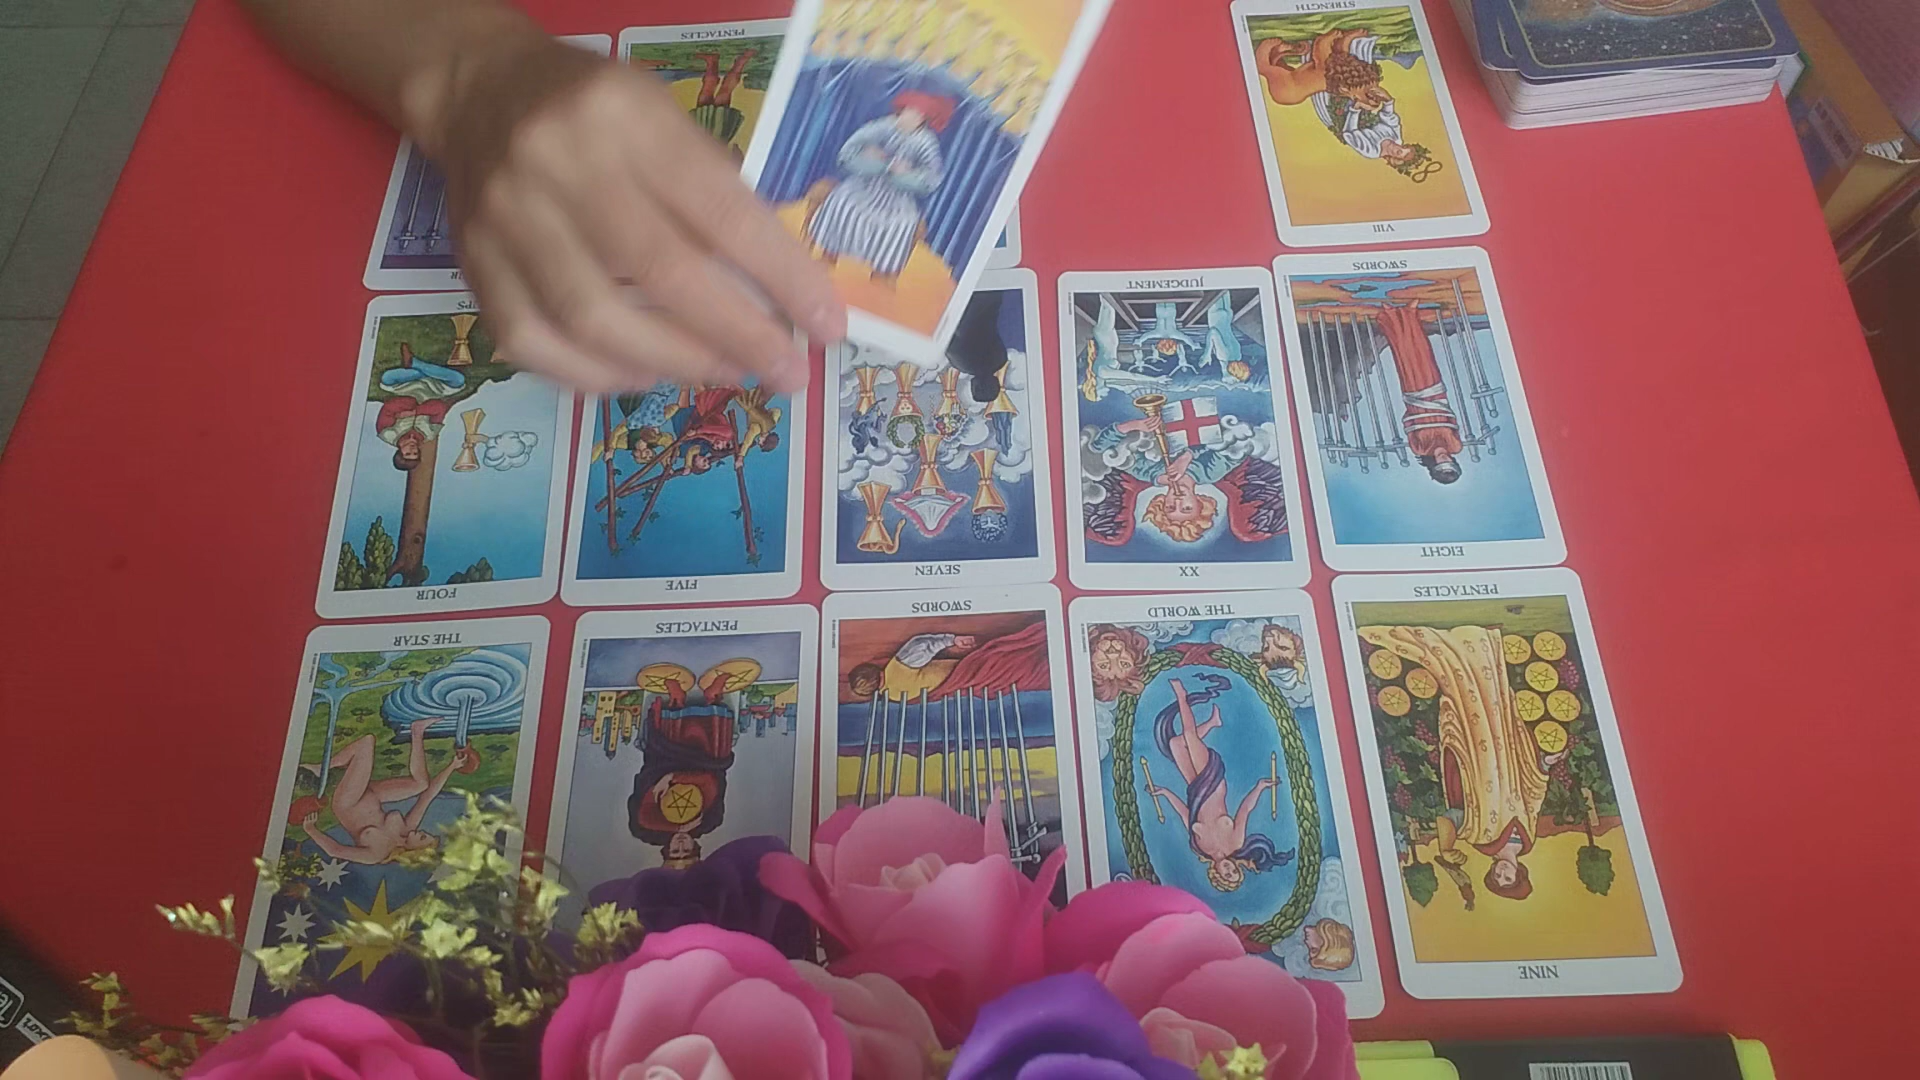 STRENGTH
PENTACLES
VIII
SWORDS
JUDGEMENT
EIGHT
XX
SEVEN
FIVE
FOUR
PENTACLES
SWORDS
THE WORLD
PENTACLES
THE STAR
NINE